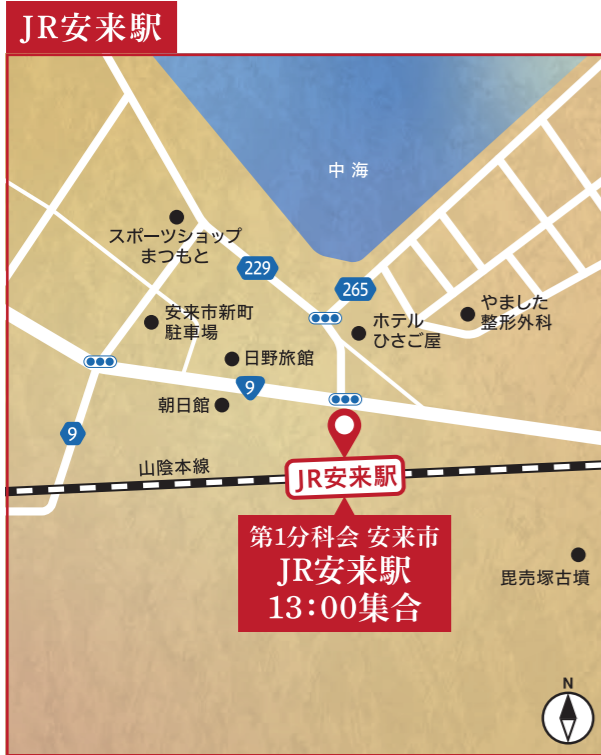 JR安来駅
中海
スポーツショップ
まつもと
229
265
安来市新町
駐車場
ホテル
ひさご屋
やました
整形外科
日野旅館
9
朝日館
9
山陰本線
JR安来駅
第1分科会 安来市
JR安来駅
13:00集合
毘売塚古墳
N